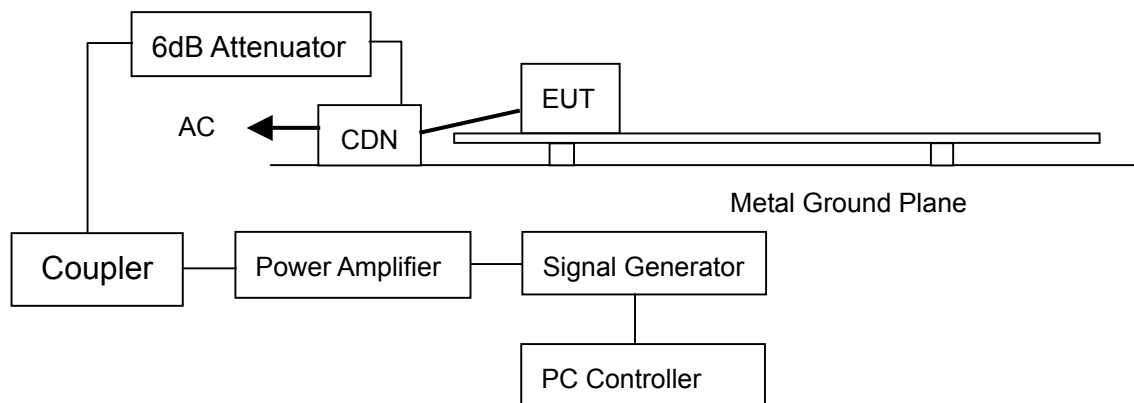 6dB Attenuator
EUT
AC
CDN
Metal Ground Plane
Coupler
Power Amplifier
Signal Generator
PC Controller